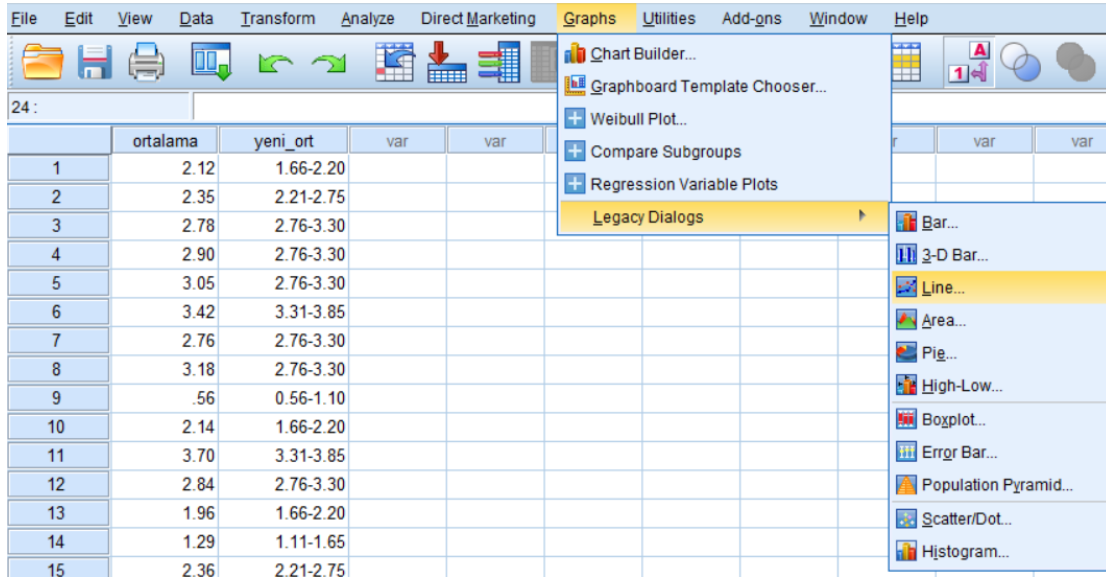 File Edit View Data Transform Analyze Direct Marketing Graphs Utilities Add-ons Window Help
Chart Builder...
Graphboard Template Chooser...
A
1
24 :
Weibull Plot...
ortalama yeni_ort var var r var var
Compare Subgroups
1 2.12 1.66-2.20
Regression Variable Plots
2 2.35 2.21-2.75
Legacy Dialogs
3 2.78 2.76-3.30
Bar...
4 2.90 2.76-3.30
3-D Bar...
5 3.05 2.76-3.30
Line...
6 3.42 3.31-3.85
Area...
7 2.76 2.76-3.30
Pie...
8 3.18 2.76-3.30
High-Low...
9 .56 0.56-1.10
10 2.14 1.66-2.20
Boxplot...
11 3.70 3.31-3.85
Error Bar...
12 2.84 2.76-3.30
Population Pyramid...
13 1.96 1.66-2.20
Scatter/Dot...
14 1.29 1.11-1.65
Histogram...
15 2.36 2.21-2.75